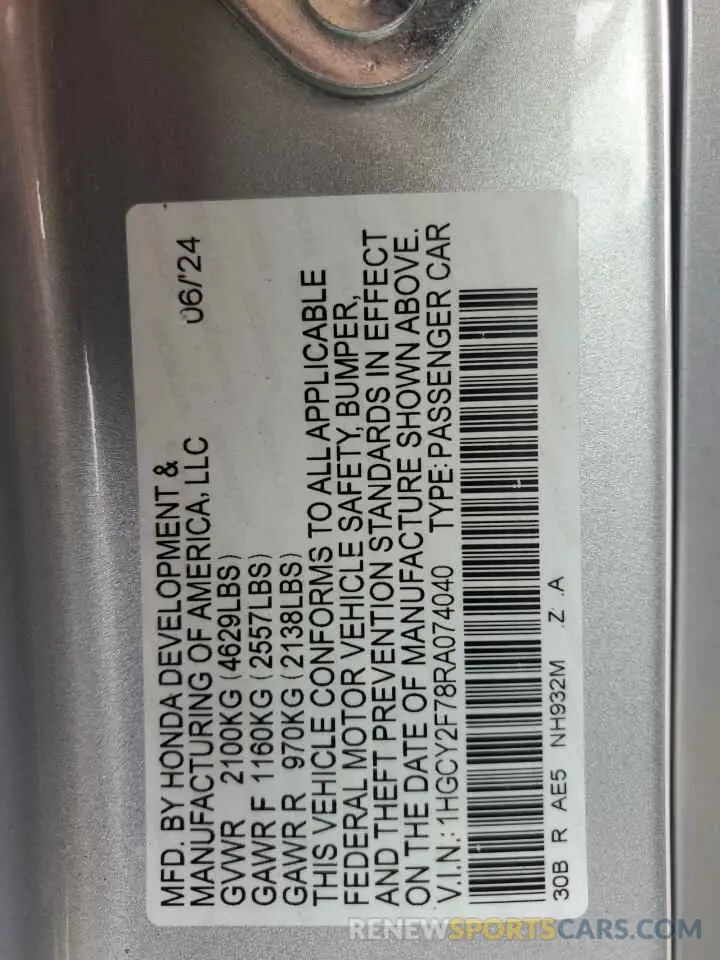 MFD. BY HONDA DEVELOPMENT &
MANUFACTURING OF AMERICA, LLC 06/'24
GVWR 2100KG (4629LBS)
GAWR F 1160KG (2557LBS)
GAWR R 970KG (2138LBS)
THIS VEHICLE CONFORMS TO ALL APPLICABLE
FEDERAL MOTOR VEHICLE SAFETY, BUMPER,
AND THEFT PREVENTION STANDARDS IN EFFECT
ON THE DATE OF MANUFACTURE SHOWN ABOVE.
V.I.N.: 1HGCY2F78RA074040 TYPE: PASSENGER CAR
30B R AE5 NH932M .Z .A
RENEWSPORTSCARS.COM